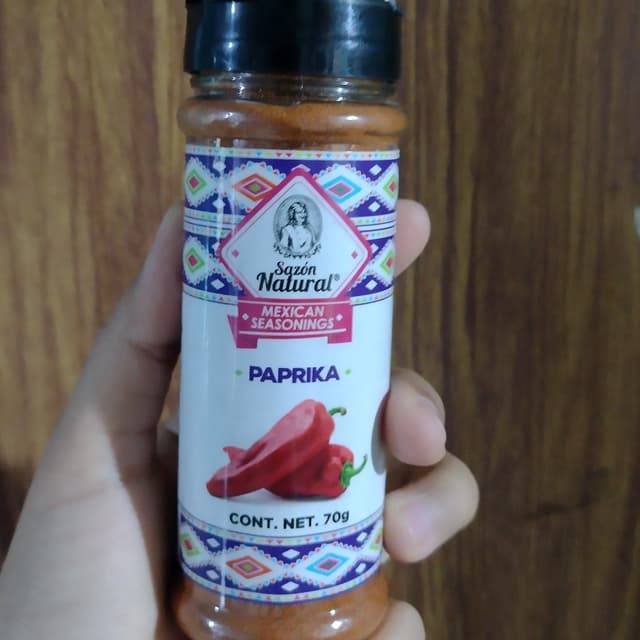 Sazón
Natural®
MEXICAN
SEASONINGS
PAPRIKA
CONT. NET. 70g